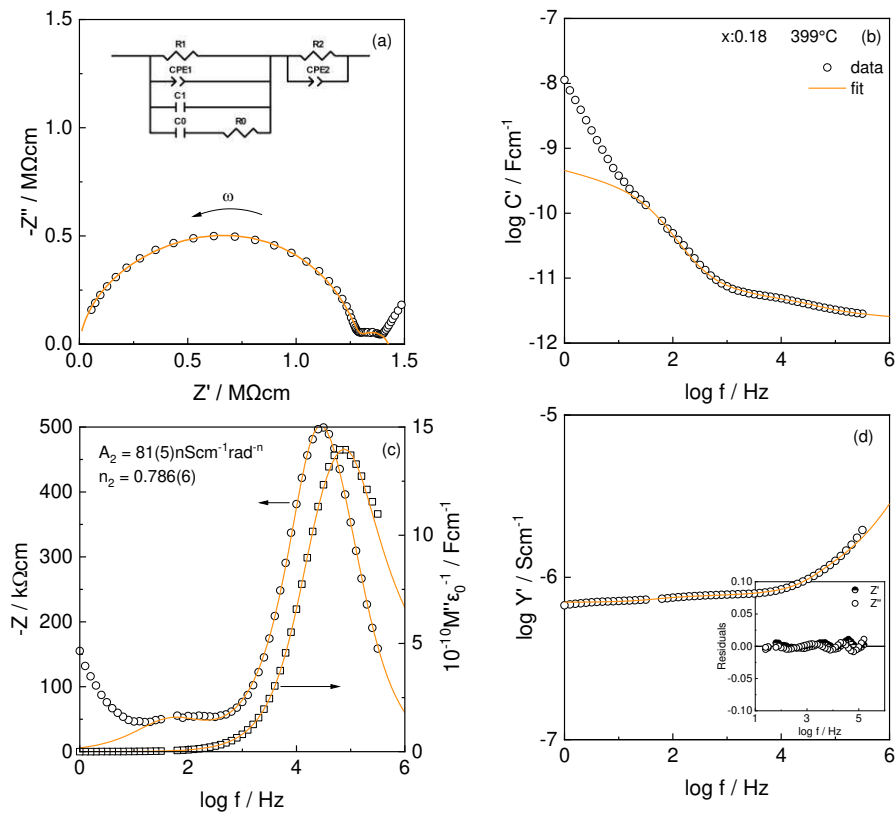 (a)
R1
CPE1
C1
C0
R0
R2
CPE2
ω
-Z'' / MΩcm
1.5
1.0
0.5
0.0
0.0
0.5
1.0
1.5
Z' / MΩcm
x:0.18 399°C (b)
data
fit
log C' / Fcm⁻¹
-7
-8
-9
-10
-11
-12
0
2
4
6
log f / Hz
(c)
A₂ = 81(5)nScm⁻¹rad⁻ⁿ
n₂ = 0.786(6)
-Z / kΩcm
500
450
400
350
300
250
200
150
100
50
0
15
10
5
0
10⁻¹⁰M''ε₀⁻¹ / Fcm⁻¹
0
2
4
6
log f / Hz
(d)
log Y' / Scm⁻¹
-5
-6
-7
0
2
4
6
log f / Hz
Z'
Z''
Residuals
0.10
0.05
0.00
-0.05
-0.10
1
3
5
log f / Hz